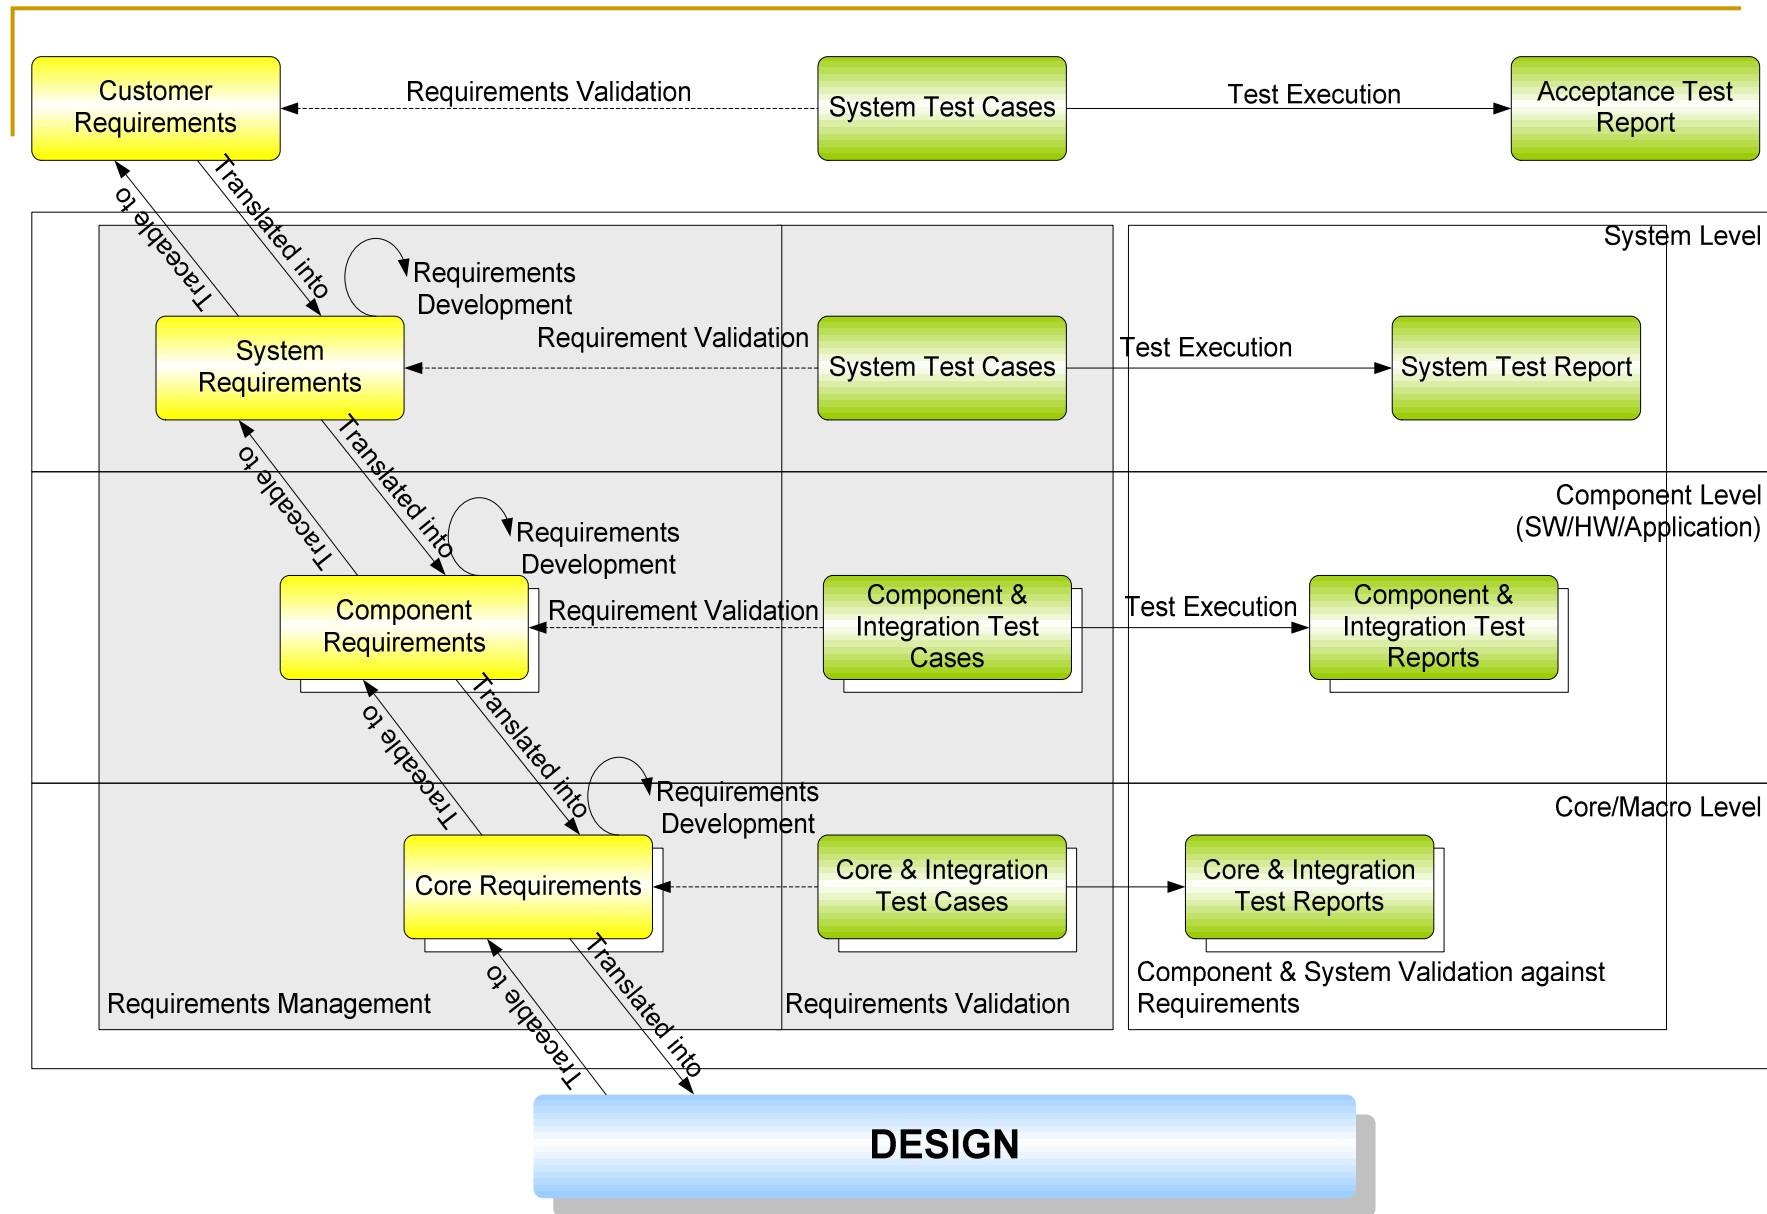 Customer
Requirements
Requirements Validation
System Test Cases
Test Execution
Acceptance Test
Report
Translated into
Traceable to
System Level
Requirements
Development
System
Requirements
Requirement Validation
System Test Cases
Test Execution
System Test Report
Translated into
Traceable to
Component Level
(SW/HW/Application)
Requirements
Development
Component
Requirements
Requirement Validation
Component &
Integration Test
Cases
Test Execution
Component &
Integration Test
Reports
Translated into
Traceable to
Core/Macro Level
Requirements
Development
Core Requirements
Core & Integration
Test Cases
Core & Integration
Test Reports
Translated into
Traceable to
Requirements Management
Requirements Validation
Component & System Validation against
Requirements
DESIGN